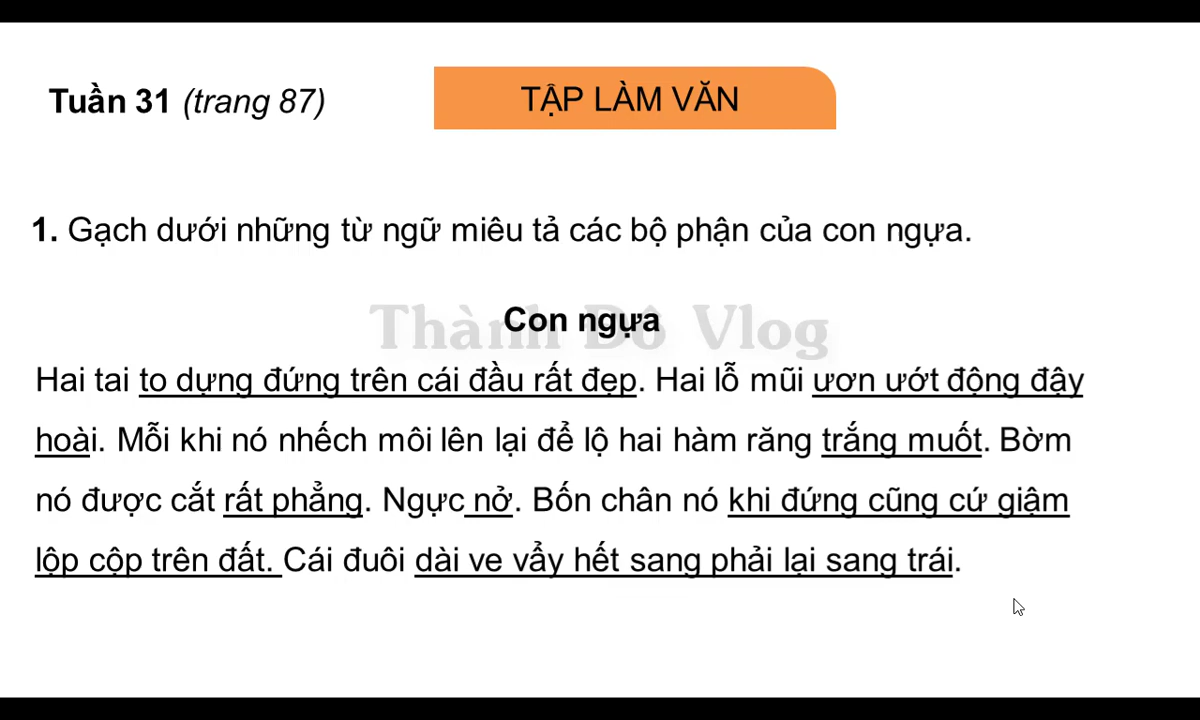 Tuần 31 (trang 87)
TẬP LÀM VĂN
1. Gạch dưới những từ ngữ miêu tả các bộ phận của con ngựa.
Thành Đô Vlog
Con ngựa
Hai tai to dựng đứng trên cái đầu rất đẹp. Hai lỗ mũi ươn ướt động đậy
hoài. Mỗi khi nó nhếch môi lên lại để lộ hai hàm răng trắng muốt. Bờm
nó được cắt rất phẳng. Ngực nở. Bốn chân nó khi đứng cũng cứ giậm
lộp cộp trên đất. Cái đuôi dài ve vẩy hết sang phải lại sang trái.